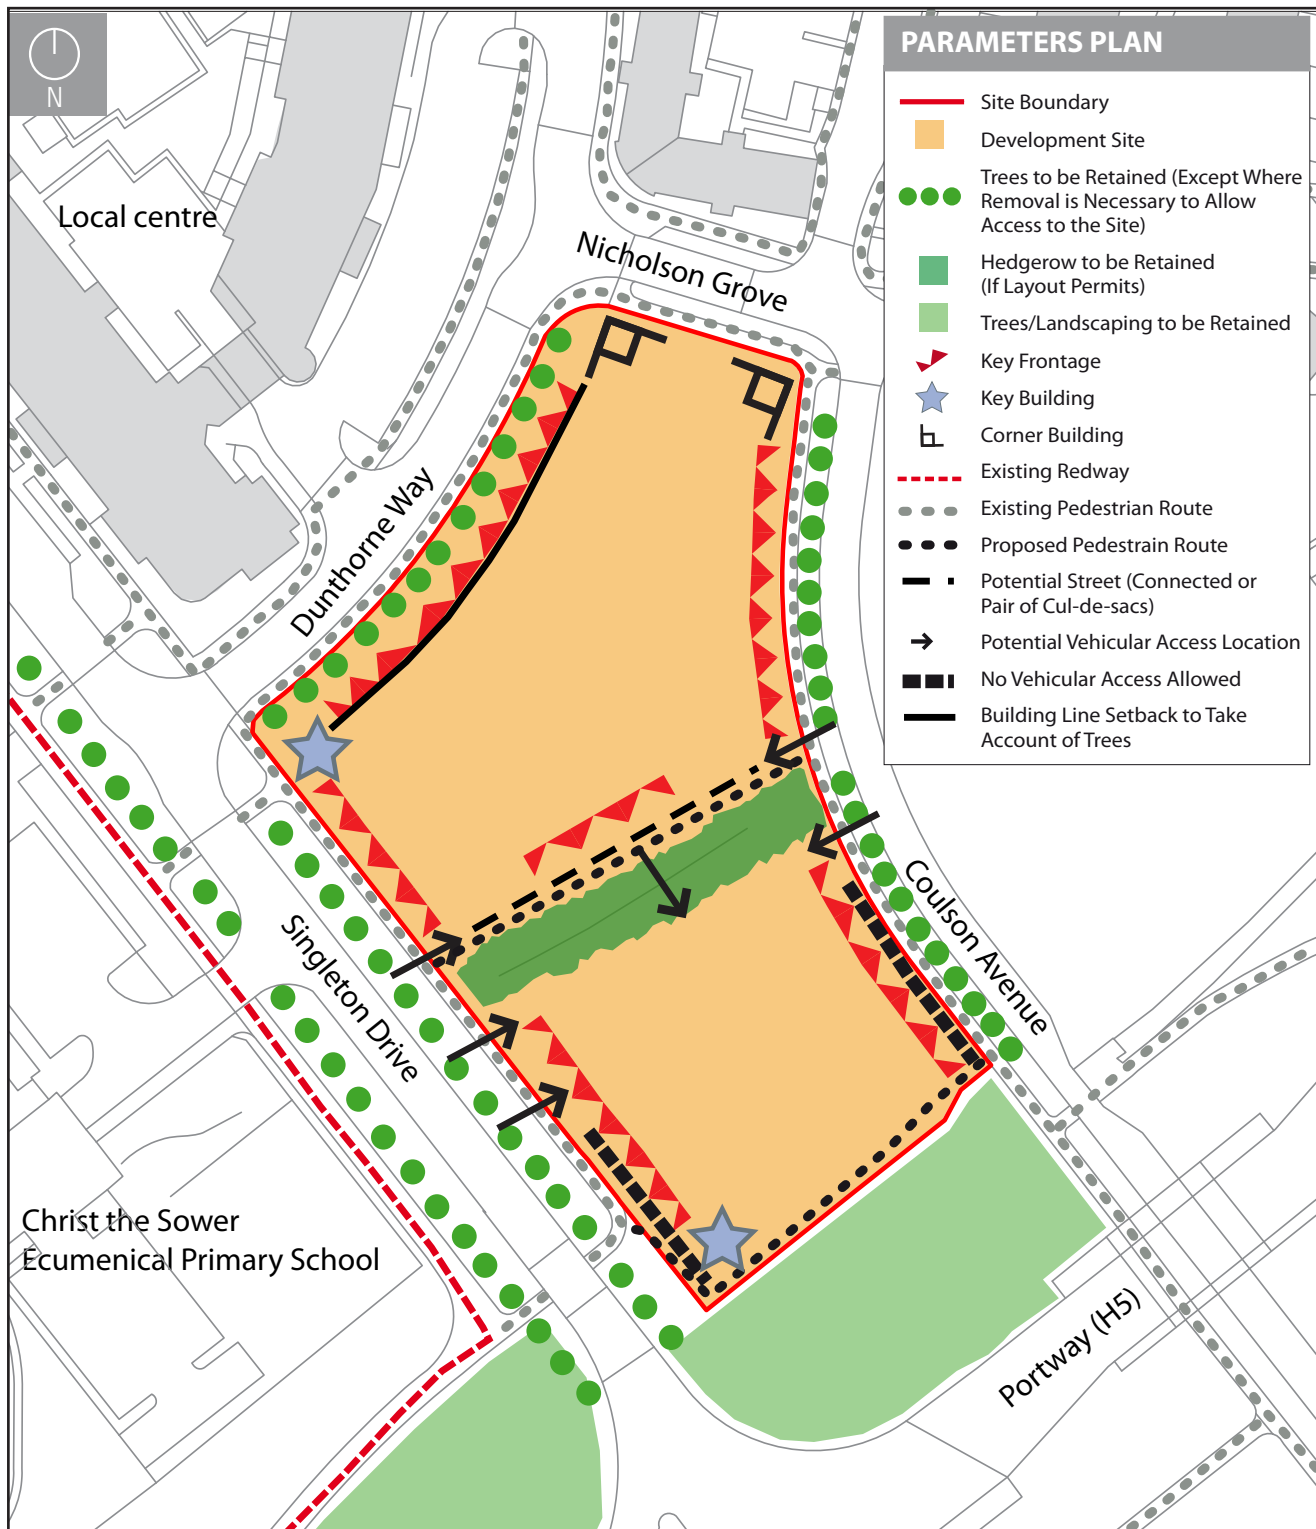 N
PARAMETERS PLAN
Site Boundary
Development Site
Trees to be Retained (Except Where
Removal is Necessary to Allow
Access to the Site)
Hedgerow to be Retained
(If Layout Permits)
Trees/Landscaping to be Retained
Key Frontage
Key Building
Corner Building
Existing Redway
Existing Pedestrian Route
Proposed Pedestrain Route
Potential Street (Connected or
Pair of Cul-de-sacs)
Potential Vehicular Access Location
No Vehicular Access Allowed
Building Line Setback to Take
Account of Trees
Local centre
Nicholson Grove
Dunthorne Way
Singleton Drive
Coulson Avenue
Christ the Sower
Ecumenical Primary School
Portway (H5)